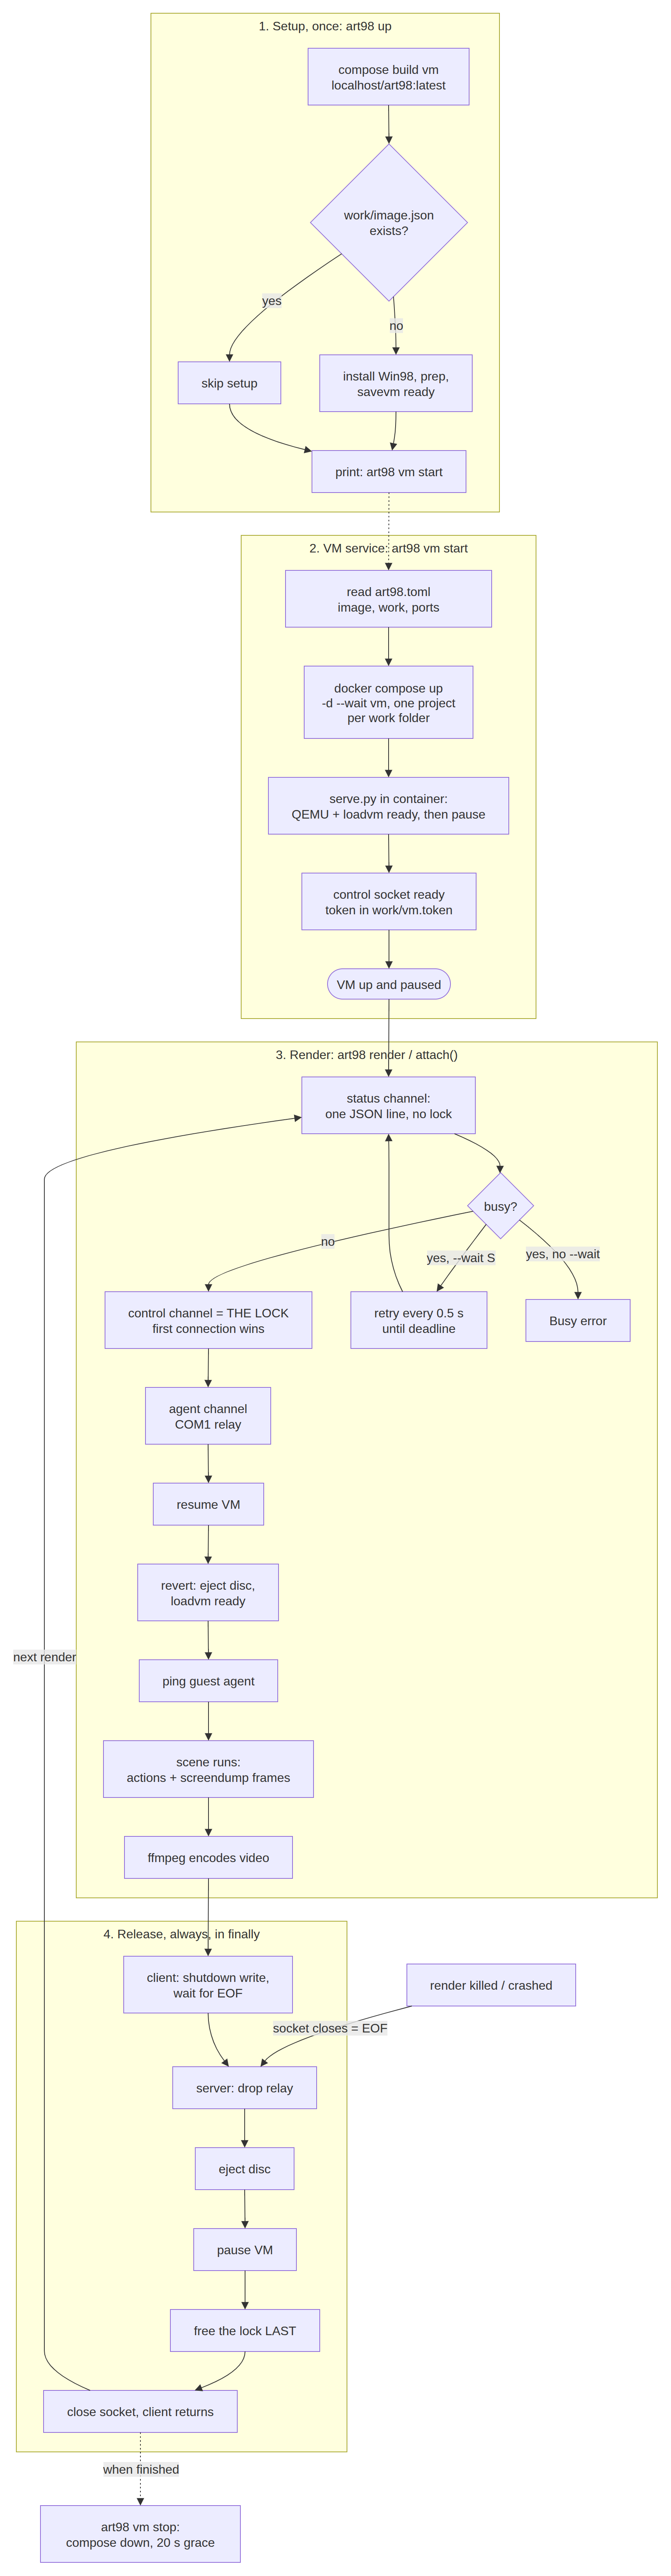 1. Setup, once: art98 up
compose build vm
localhost/art98:latest
work/image.json
exists?
yes
no
skip setup
install Win98, prep,
savevm ready
print: art98 vm start
2. VM service: art98 vm start
read art98.toml
image, work, ports
docker compose up
-d --wait vm, one project
per work folder
serve.py in container:
QEMU + loadvm ready, then pause
control socket ready
token in work/vm.token
VM up and paused
3. Render: art98 render / attach()
status channel:
one JSON line, no lock
busy?
no
yes, --wait S
yes, no --wait
control channel = THE LOCK
first connection wins
retry every 0.5 s
until deadline
Busy error
agent channel
COM1 relay
resume VM
revert: eject disc,
loadvm ready
next render
ping guest agent
scene runs:
actions + screendump frames
ffmpeg encodes video
4. Release, always, in finally
client: shutdown write,
wait for EOF
render killed / crashed
socket closes = EOF
server: drop relay
eject disc
pause VM
free the lock LAST
close socket, client returns
when finished
art98 vm stop:
compose down, 20 s grace